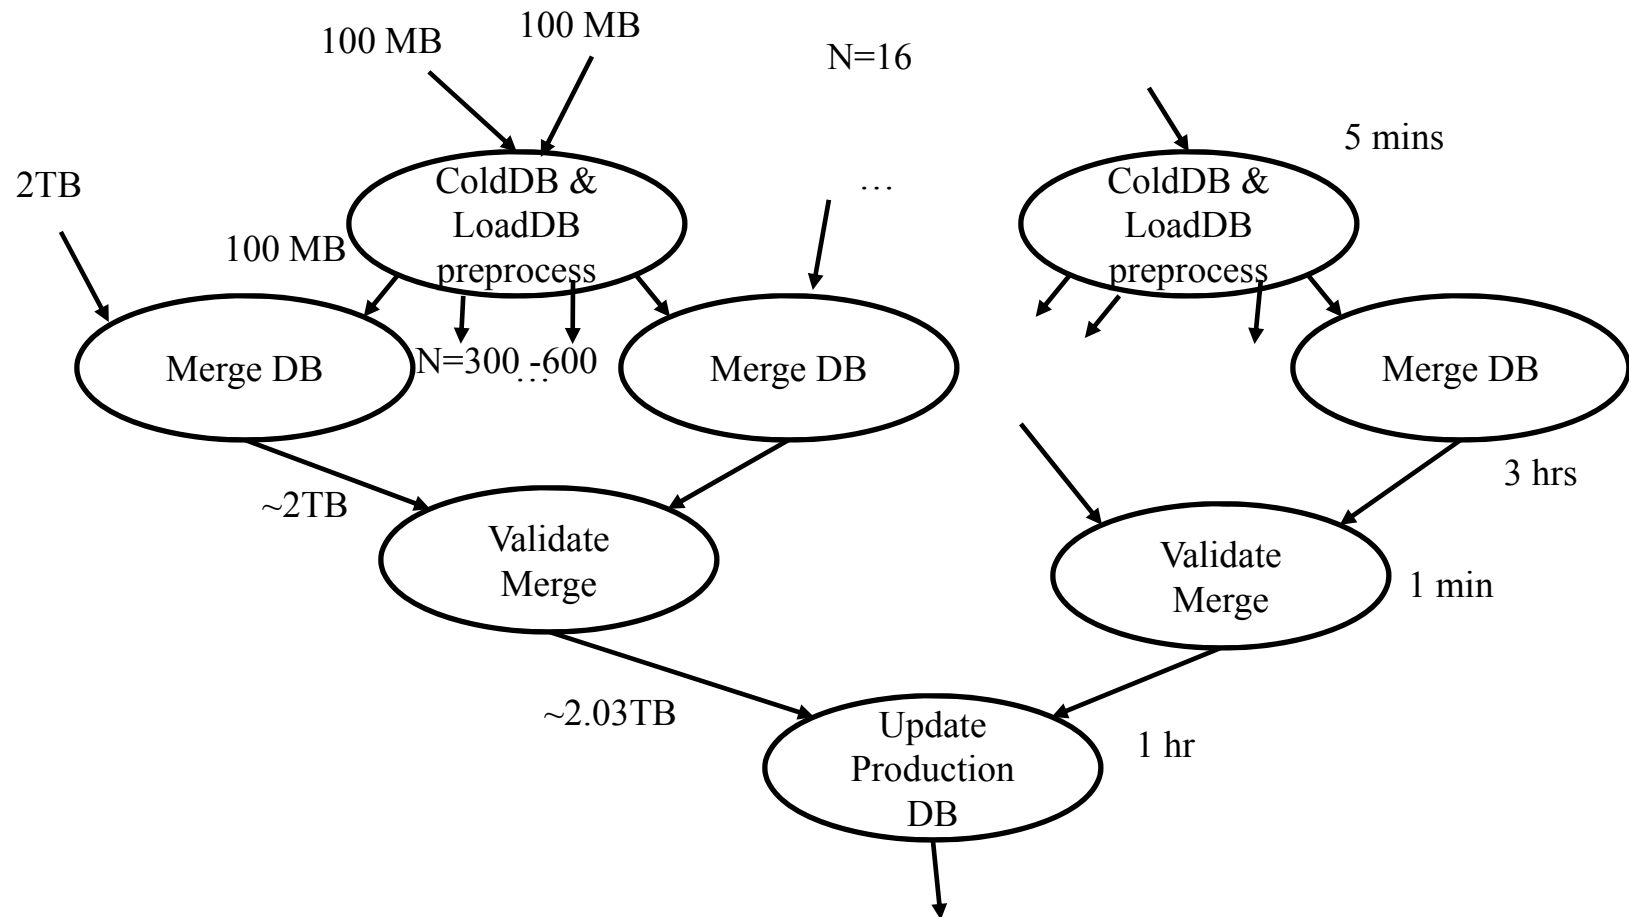 100 MB
100 MB
N=16
5 mins
2TB
ColdDB &
LoadDB
preprocess
...
ColdDB &
LoadDB
preprocess
100 MB
Merge DB
N=300 -600
...
Merge DB
Merge DB
3 hrs
~2TB
Validate
Merge
Validate
Merge
1 min
~2.03TB
Update
Production
DB
1 hr